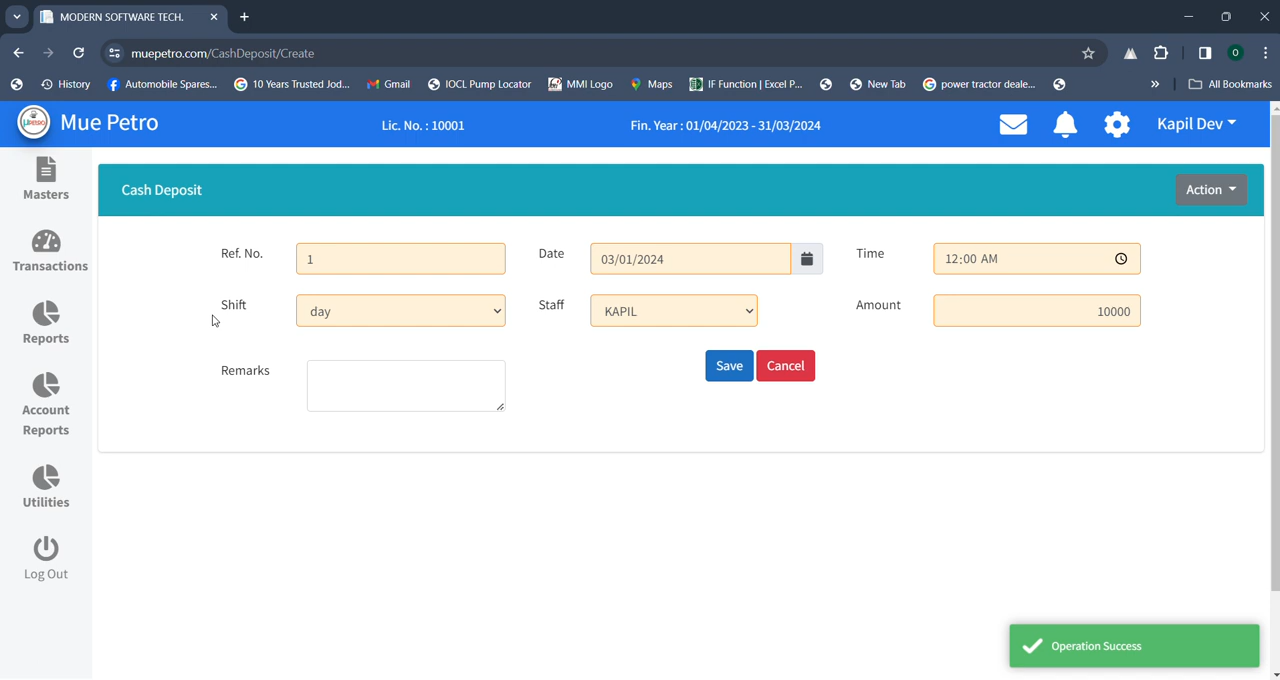 MODERN SOFTWARE TECH.
muepetro.com/CashDeposit/Create
History
Automobile Spares...
10 Years Trusted Jod...
Gmail
IOCL Pump Locator
MMI Logo
Maps
IF Function | Excel P...
New Tab
power tractor deale...
»
All Bookmarks
O
Mue Petro
Lic. No. : 10001
Fin. Year : 01/04/2023 - 31/03/2024
Kapil Dev
Masters
Transactions
Reports
Account
Reports
Utilities
Log Out
Cash Deposit
Action
Ref. No.
1
Date
03/01/2024
Time
12:00 AM
Shift
day
Staff
KAPIL
Amount
10000
Remarks
Save
Cancel
Operation Success